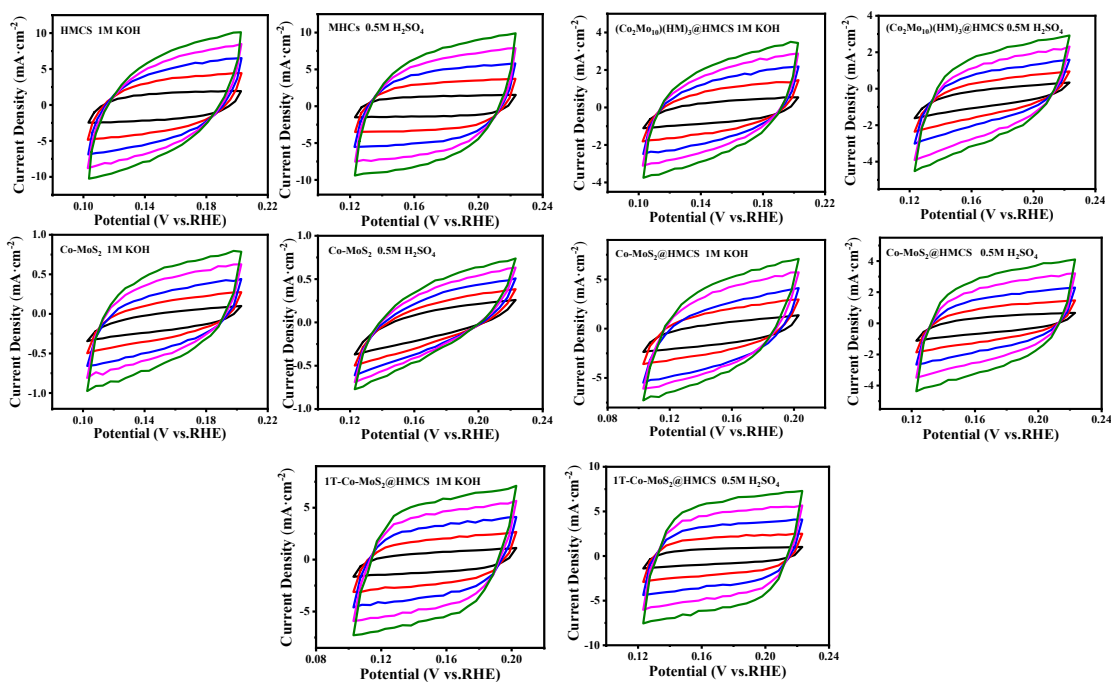 HMCS 1M KOH
Current Density (mA·cm⁻²)
10
5
0
-5
-10
0.10
0.14
0.18
0.22
Potential (V vs.RHE)
MHCs 0.5M H₂SO₄
Current Density (mA·cm⁻²)
10
0
-10
0.12
0.16
0.20
0.24
Potential (V vs.RHE)
(Co₂Mo₁₀)(HM)₃@HMCS 1M KOH
Current Density (mA·cm⁻²)
4
2
0
-2
-4
0.10
0.14
0.18
0.22
Potential (V vs.RHE)
(Co₂Mo₁₀)(HM)₃@HMCS 0.5M H₂SO₄
Current Density (mA·cm⁻²)
4
2
0
-2
-4
0.12
0.16
0.20
0.24
Potential (V vs.RHE)
Co-MoS₂ 1M KOH
Current Density (mA·cm⁻²)
1.0
0.5
0.0
-0.5
-1.0
0.10
0.14
0.18
0.22
Potential (V vs.RHE)
Co-MoS₂ 0.5M H₂SO₄
Current Density (mA·cm⁻²)
1.0
0.5
0.0
-0.5
-1.0
0.12
0.16
0.20
0.24
Potential (V vs.RHE)
Co-MoS₂@HMCS 1M KOH
Current Density (mA·cm⁻²)
5
0
-5
0.08
0.12
0.16
0.20
Potential (V vs.RHE)
Co-MoS₂@HMCS 0.5M H₂SO₄
Current Density (mA·cm⁻²)
4
2
0
-2
-4
0.12
0.16
0.20
0.24
Potential (V vs.RHE)
1T-Co-MoS₂@HMCS 1M KOH
Current Density (mA·cm⁻²)
5
0
-5
0.08
0.12
0.16
0.20
Potential (V vs.RHE)
1T-Co-MoS₂@HMCS 0.5M H₂SO₄
Current Density (mA·cm⁻²)
10
5
0
-5
-10
0.12
0.16
0.20
0.24
Potential (V vs.RHE)